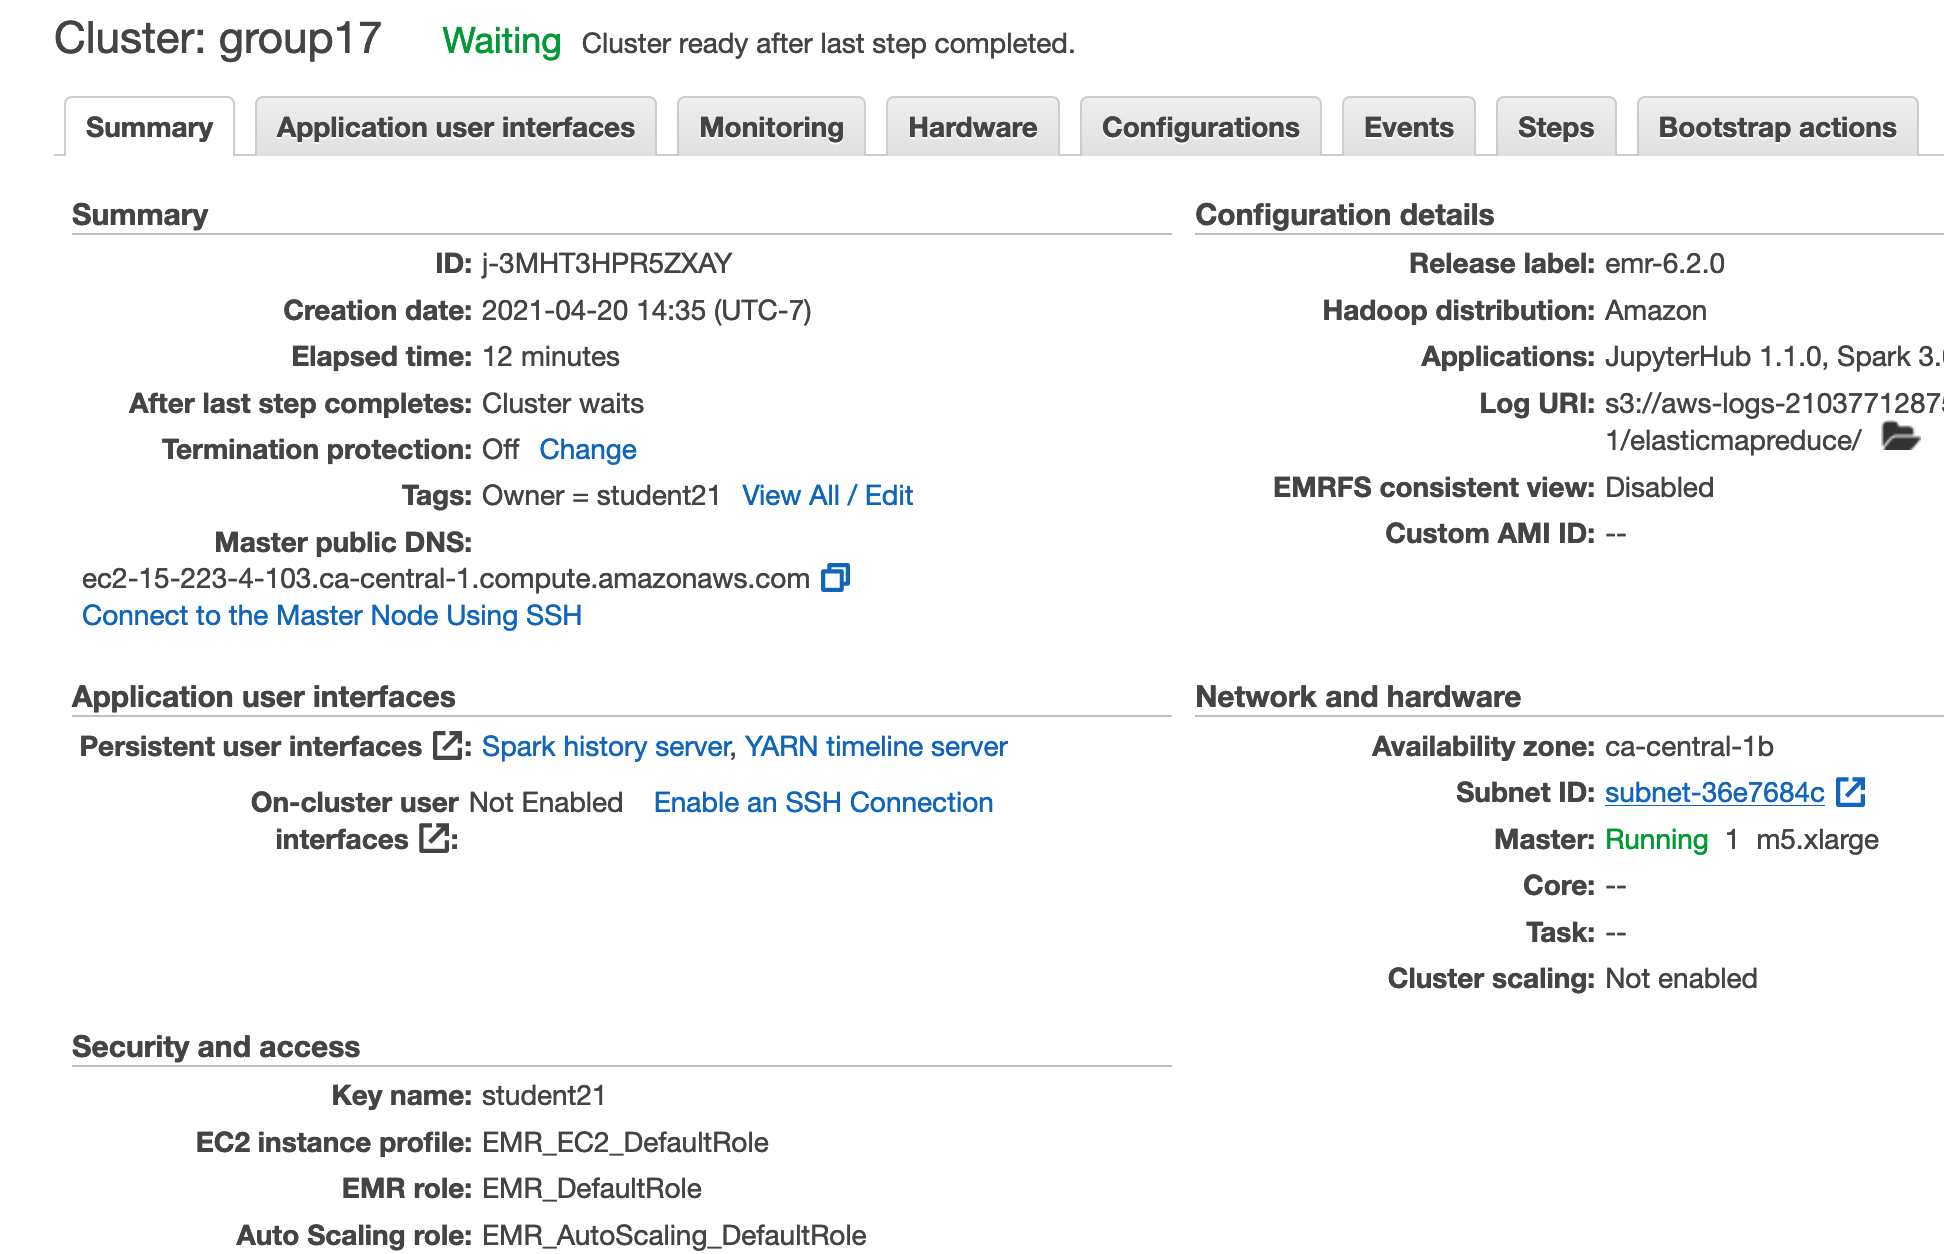 Cluster: group17 Waiting Cluster ready after last step completed.
Summary Application user interfaces Monitoring Hardware Configurations Events Steps Bootstrap actions
Summary
ID: j-3MHT3HPR5ZXAY
Creation date: 2021-04-20 14:35 (UTC-7)
Elapsed time: 12 minutes
After last step completes: Cluster waits
Termination protection: Off Change
Tags: Owner = student21 View All / Edit
Master public DNS:
ec2-15-223-4-103.ca-central-1.compute.amazonaws.com
Connect to the Master Node Using SSH
Configuration details
Release label: emr-6.2.0
Hadoop distribution: Amazon
Applications: JupyterHub 1.1.0, Spark 3.
Log URI: s3://aws-logs-21037712875
1/elasticmapreduce/
EMRFS consistent view: Disabled
Custom AMI ID: --
Application user interfaces
Persistent user interfaces : Spark history server, YARN timeline server
On-cluster user Not Enabled Enable an SSH Connection
interfaces :
Network and hardware
Availability zone: ca-central-1b
Subnet ID: subnet-36e7684c
Master: Running 1 m5.xlarge
Core: --
Task: --
Cluster scaling: Not enabled
Security and access
Key name: student21
EC2 instance profile: EMR_EC2_DefaultRole
EMR role: EMR_DefaultRole
Auto Scaling role: EMR_AutoScaling_DefaultRole